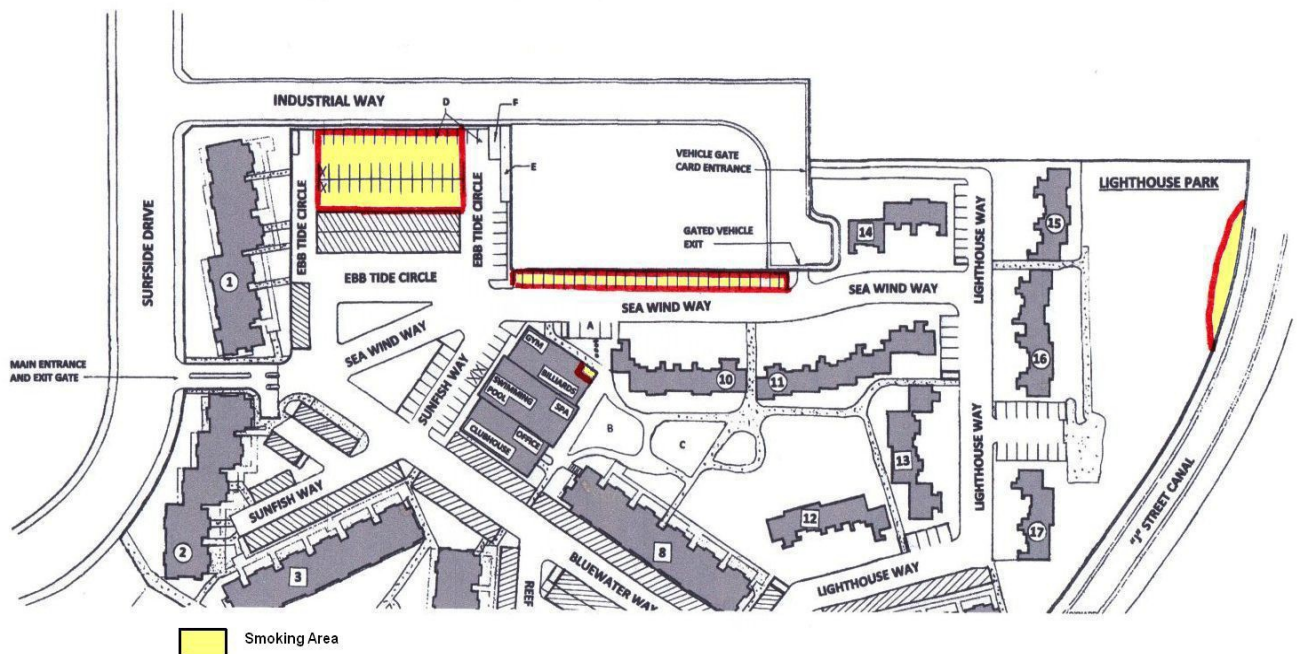 INDUSTRIAL WAY
D
F
E
SURFSIDE DRIVE
EBB TIDE CIRCLE
EBB TIDE CIRCLE
X
X
VEHICLE GATE
CARD ENTRANCE
GATED VEHICLE
EXIT
LIGHTHOUSE PARK
14
15
LIGHTHOUSE WAY
1
EBB TIDE CIRCLE
SEA WIND WAY
SEA WIND WAY
SEA WIND WAY
A
MAIN ENTRANCE
AND EXIT GATE
SUNFISH WAY
GYM
BILLIARDS
SWIMMING
POOL
SPA
OFFICE
CLUBHOUSE
10
11
16
B
C
13
LIGHTHOUSE WAY
"J" STREET CANAL
SUNFISH WAY
2
3
8
12
17
REEF
BLUEWATER WAY
LIGHTHOUSE WAY
Smoking Area